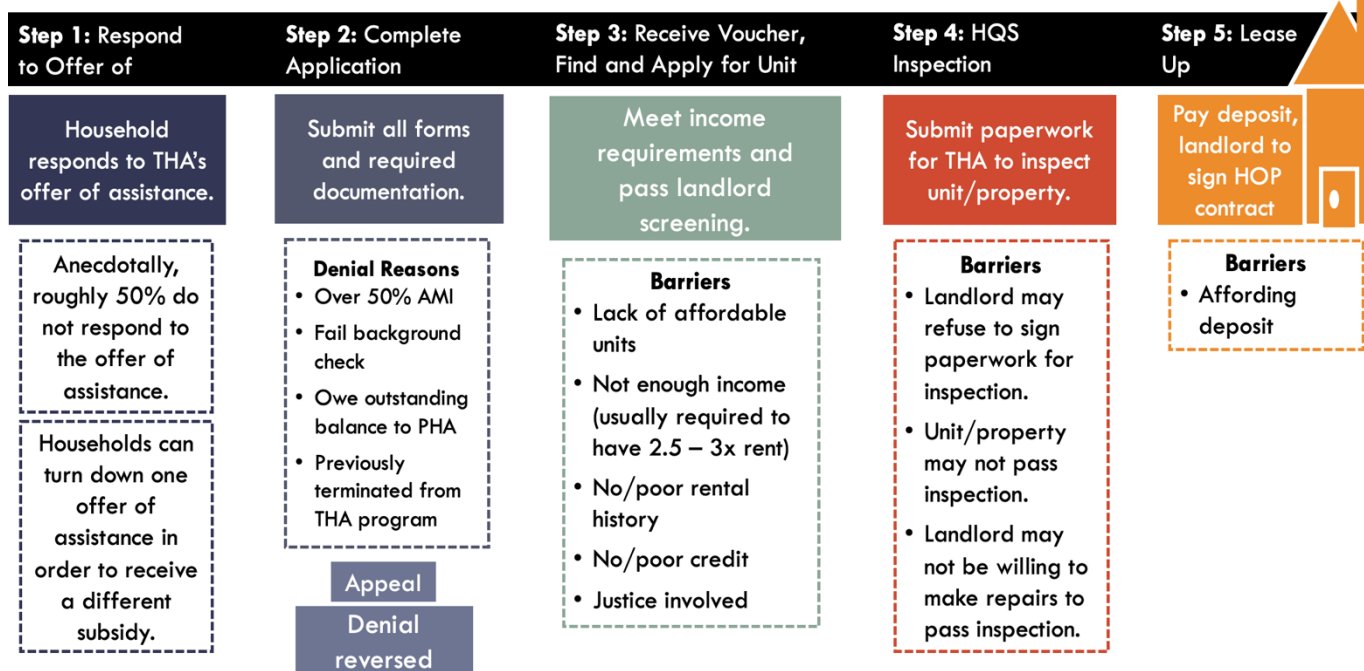 Step 1: Respond
to Offer of
Household
responds to THA's
offer of assistance.
Anecdotally,
roughly 50% do
not respond to
the offer of
assistance.
Households can
turn down one
offer of
assistance in
order to receive
a different
subsidy.
Step 2: Complete
Application
Submit all forms
and required
documentation.
Denial Reasons
• Over 50% AMI
• Fail background
check
• Owe outstanding
balance to PHA
• Previously
terminated from
THA program
Appeal
Denial
reversed
Step 3: Receive Voucher,
Find and Apply for Unit
Meet income
requirements and
pass landlord
screening.
Barriers
• Lack of affordable
units
• Not enough income
(usually required to
have 2.5 – 3x rent)
• No/poor rental
history
• No/poor credit
• Justice involved
Step 4: HQS
Inspection
Submit paperwork
for THA to inspect
unit/property.
Barriers
• Landlord may
refuse to sign
paperwork for
inspection.
• Unit/property
may not pass
inspection.
• Landlord may
not be willing to
make repairs to
pass inspection.
Step 5: Lease
Up
Pay deposit,
landlord to
sign HOP
contract
Barriers
• Affording
deposit